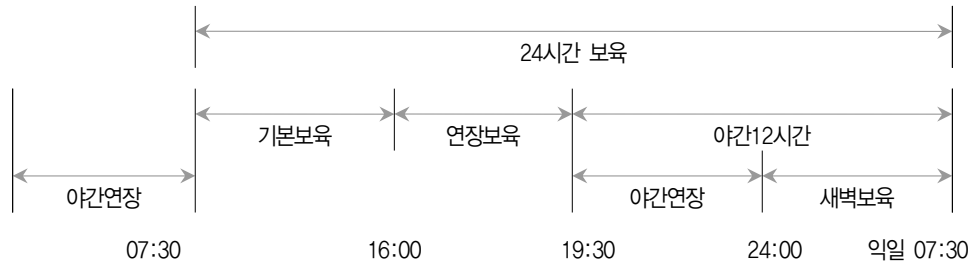 24시간 보육
기본보육 연장보육 야간12시간
야간연장 야간연장 새벽보육
07:30 16:00 19:30 24:00 익일 07:30